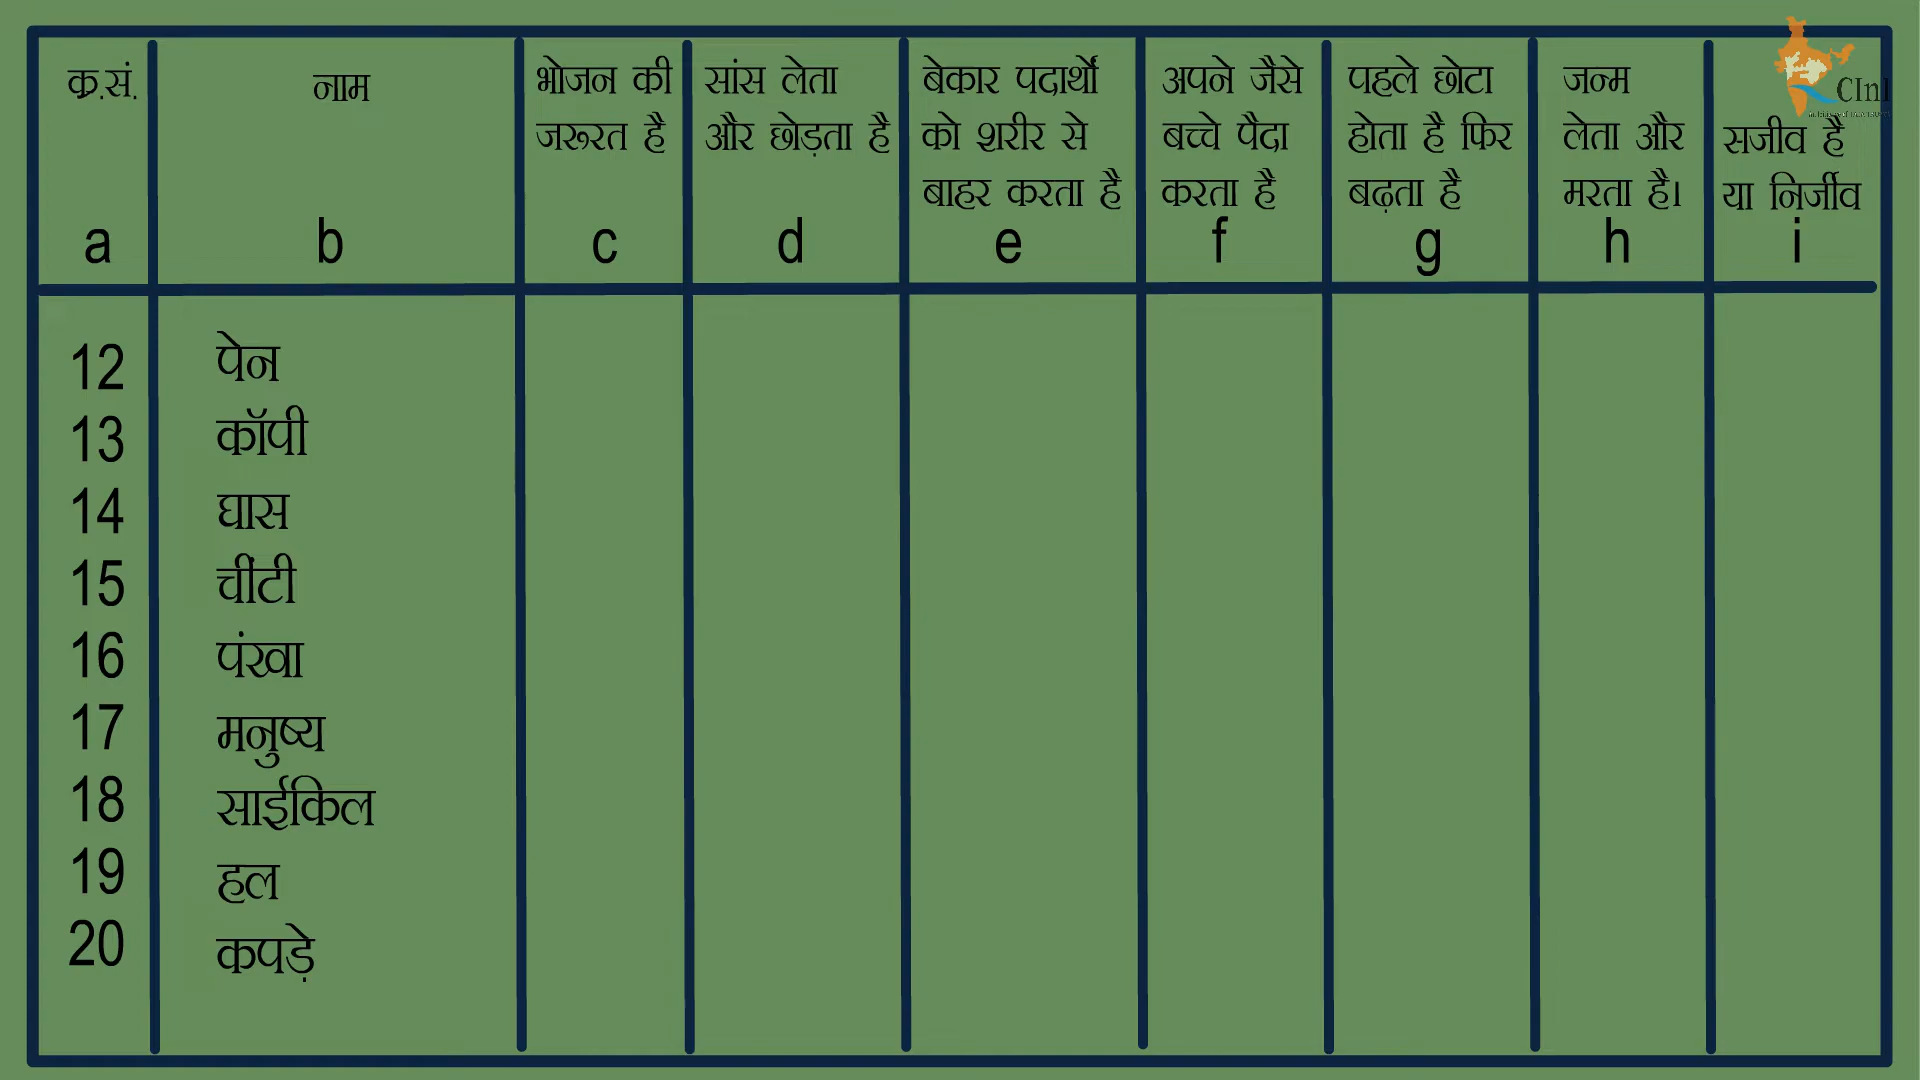 क्र.सं.
नाम
भोजन की
जरूरत है
सांस लेता
और छोड़ता है
बेकार पदार्थों
को शरीर से
बाहर करता है
अपने जैसे
बच्चे पैदा
करता है
पहले छोटा
होता है फिर
बढ़ता है
जन्म
लेता और
मरता है।
CInI
सजीव है
या निर्जीव
a b c d e f g h i
12 पेन
13 कॉपी
14 घास
15 चींटी
16 पंखा
17 मनुष्य
18 साईकिल
19 हल
20 कपड़े